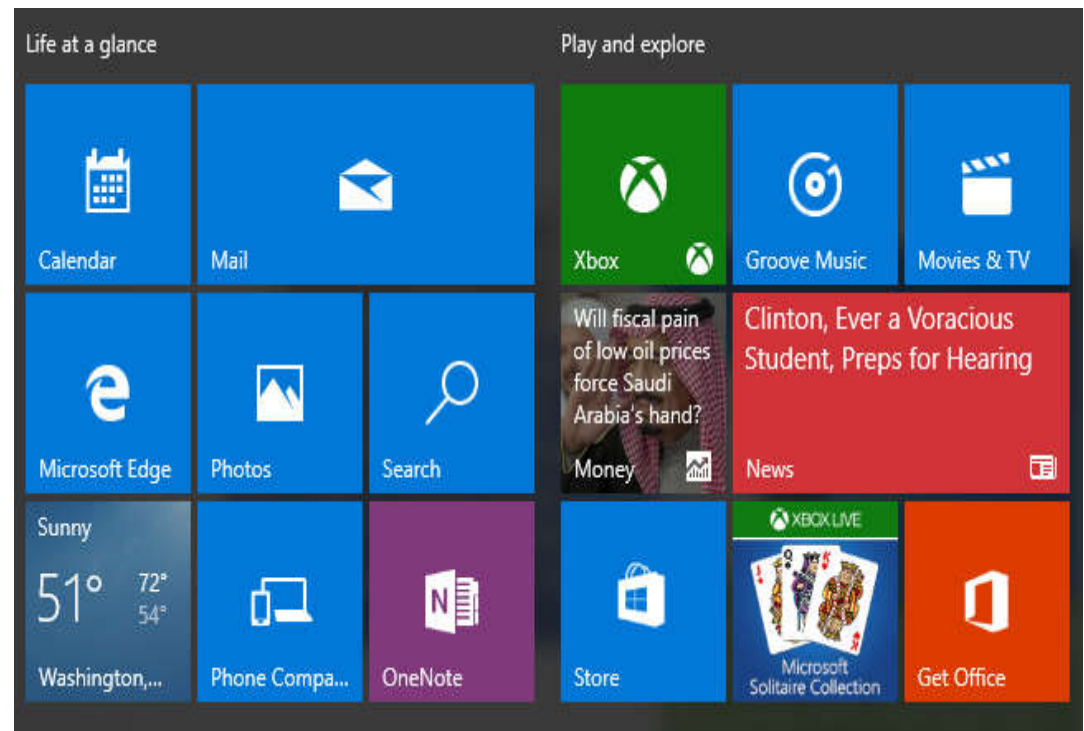 Life at a glance
Calendar
Mail
Microsoft Edge
Photos
Search
Sunny
51° 72°
54°
Washington,...
Phone Compa...
N
OneNote
Play and explore
Xbox
Groove Music
Movies & TV
Will fiscal pain
of low oil prices
force Saudi
Arabia's hand?
Money
Clinton, Ever a Voracious
Student, Preps for Hearing
News
Store
XBOX LIVE
Microsoft
Solitaire Collection
Get Office